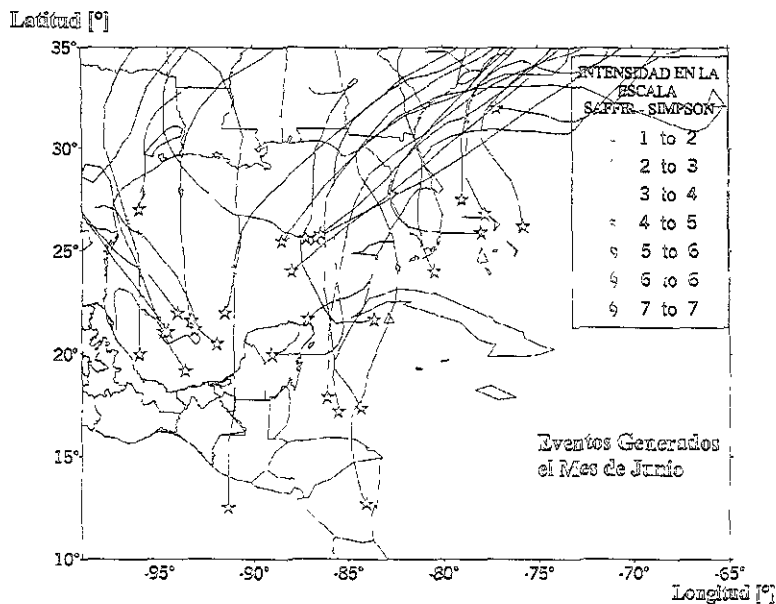 Latitud [°]
35°
30°
25°
20°
15°
10°
INTENSIDAD EN LA
ESCALA
SAFFIR - SIMPSON
1 to 2
2 to 3
3 to 4
4 to 5
5 to 6
6 to 6
7 to 7
Eventos Generados
el Mes de Junio
-95°
-90°
-85°
-80°
-75°
-70°
-65°
Longitud [°]